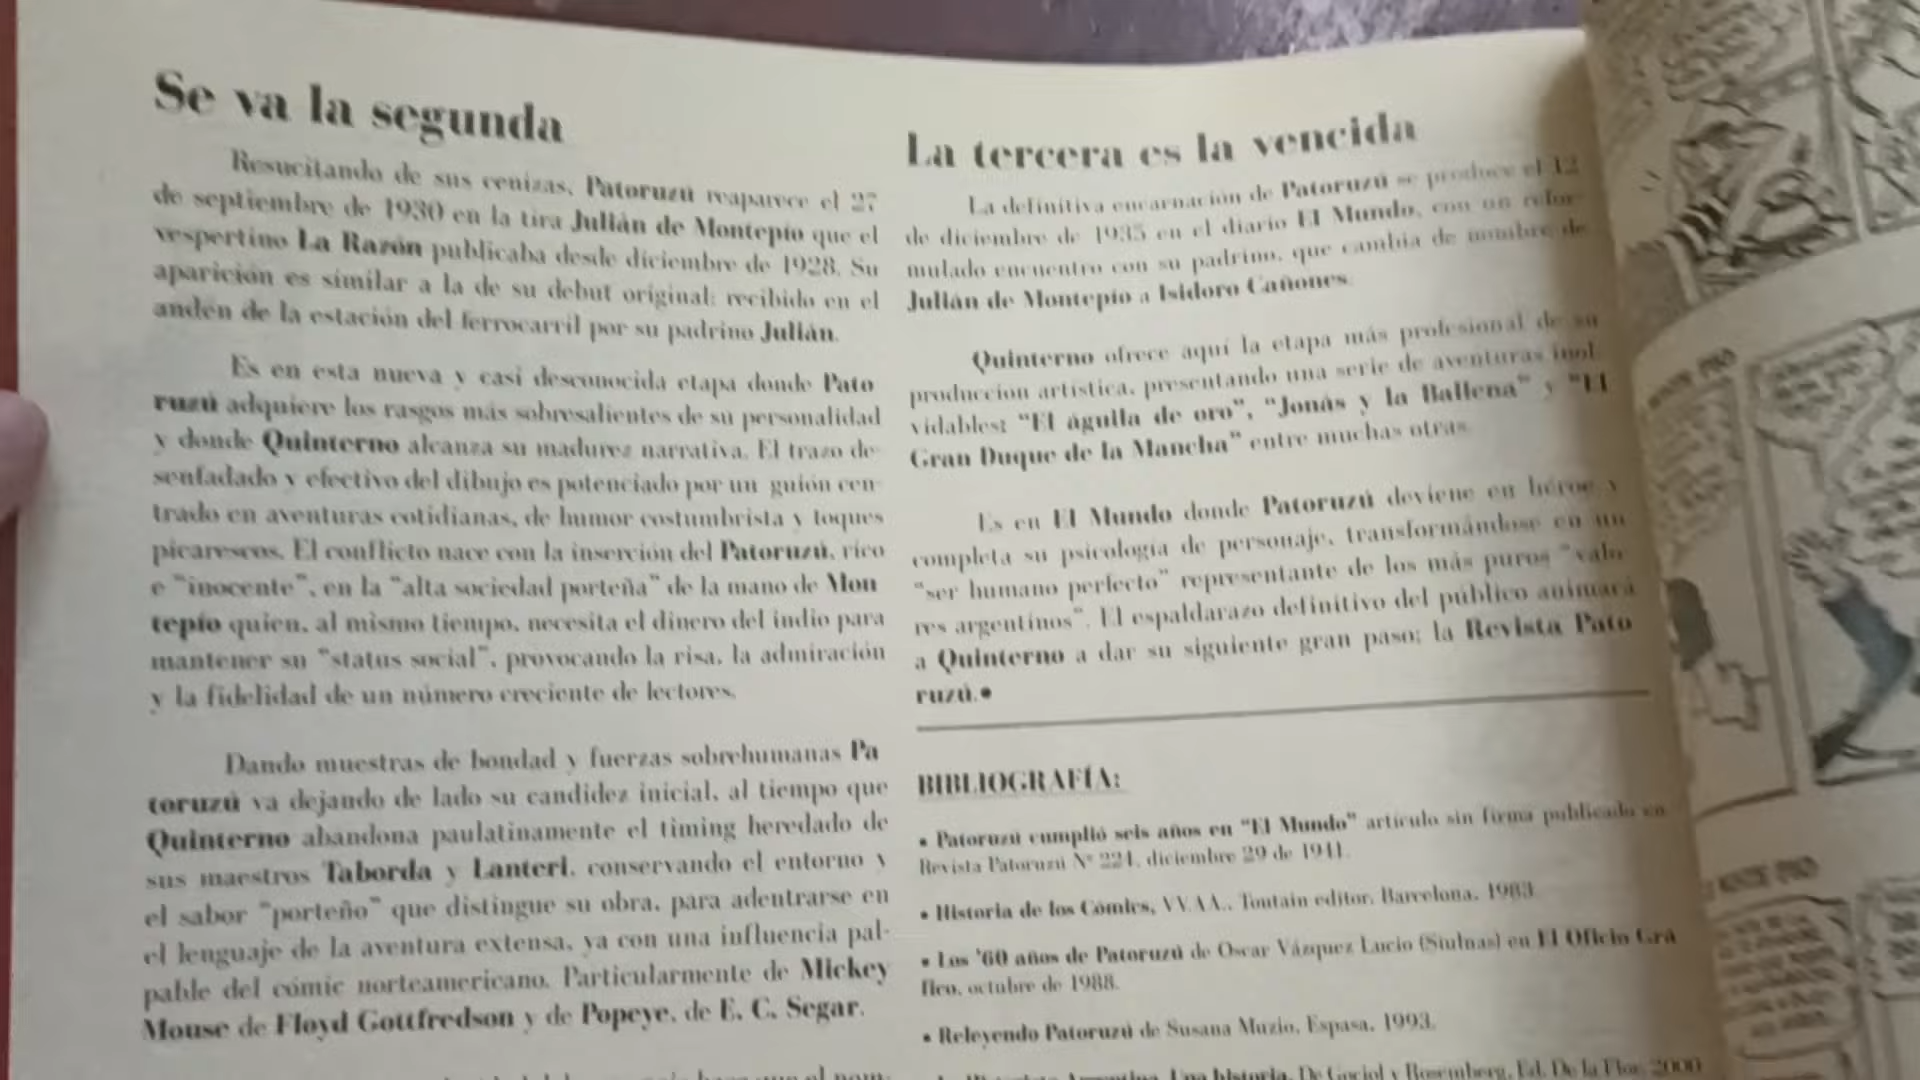 Se va la segunda
Resucitando de sus cenizas, Patoruzú reaparece el 27
de septiembre de 1930 en la tira Julián de Montepío que el
vespertino La Razón publicaba desde diciembre de 1928. Su
aparición es similar a la de su debut original: recibido en el
andén de la estación del ferrocarril por su padrino Julián.
Es en esta nueva y casi desconocida etapa donde Pato
ruzú adquiere los rasgos más sobresalientes de su personalidad
y donde Quinterno alcanza su madurez narrativa. El trazo de-
senfadado y efectivo del dibujo es potenciado por un guión cen-
trado en aventuras cotidianas, de humor costumbrista y toques
picarescos. El conflicto nace con la inserción del Patoruzú, rico
e "inocente", en la "alta sociedad porteña" de la mano de Mon
tepío quien, al mismo tiempo, necesita el dinero del indio para
mantener su "status social", provocando la risa, la admiración
y la fidelidad de un número creciente de lectores.
Dando muestras de bondad y fuerzas sobrehumanas Pa
toruzú va dejando de lado su candidez inicial, al tiempo que
Quinterno abandona paulatinamente el timing heredado de
sus maestros Taborda y Lanteri, conservando el entorno y
el sabor "porteño" que distingue su obra, para adentrarse en
el lenguaje de la aventura extensa, ya con una influencia pal-
pable del cómic norteamericano. Particularmente de Mickey
Mouse de Floyd Gottfredson y de Popeye, de E. C. Segar.
La tercera es la vencida
La definitiva encarnación de Patoruzú se produce el 12
de diciembre de 1935 en el diario El Mundo, con un refor-
mulado encuentro con su padrino, que cambia de nombre de
Julián de Montepío a Isidoro Cañones.
Quinterno ofrece aquí la etapa más profesional de su
produccion artística, presentando una serie de aventuras inol-
vidables: "El águila de oro", "Jonás y la Ballena" y "El
Gran Duque de la Mancha" entre muchas otras.
Es en El Mundo donde Patoruzú deviene en héroe y
completa su psicología de personaje, transformándose en un
"ser humano perfecto" representante de los más puros "valo-
res argentinos". El espaldarazo definitivo del público animará
a Quinterno a dar su siguiente gran paso: la Revista Pato
ruzú.●
BIBLIOGRAFÍA:
• Patoruzú cumplió seis años en "El Mundo" artículo sin firma publicado en
Revista Patoruzú Nº 224, diciembre 29 de 1941.
• Historia de los Cómics, VV.AA., Toutain editor, Barcelona, 1983.
• Los '60 años de Patoruzú de Oscar Vázquez Lucio (Siulnas) en El Oficio Grá
fico, octubre de 1988.
• Releyendo Patoruzú de Susana Muzio, Espasa, 1993.
Argentina. Una historia, De Gociol y Rosemberg, Ed. De la Flor, 2000